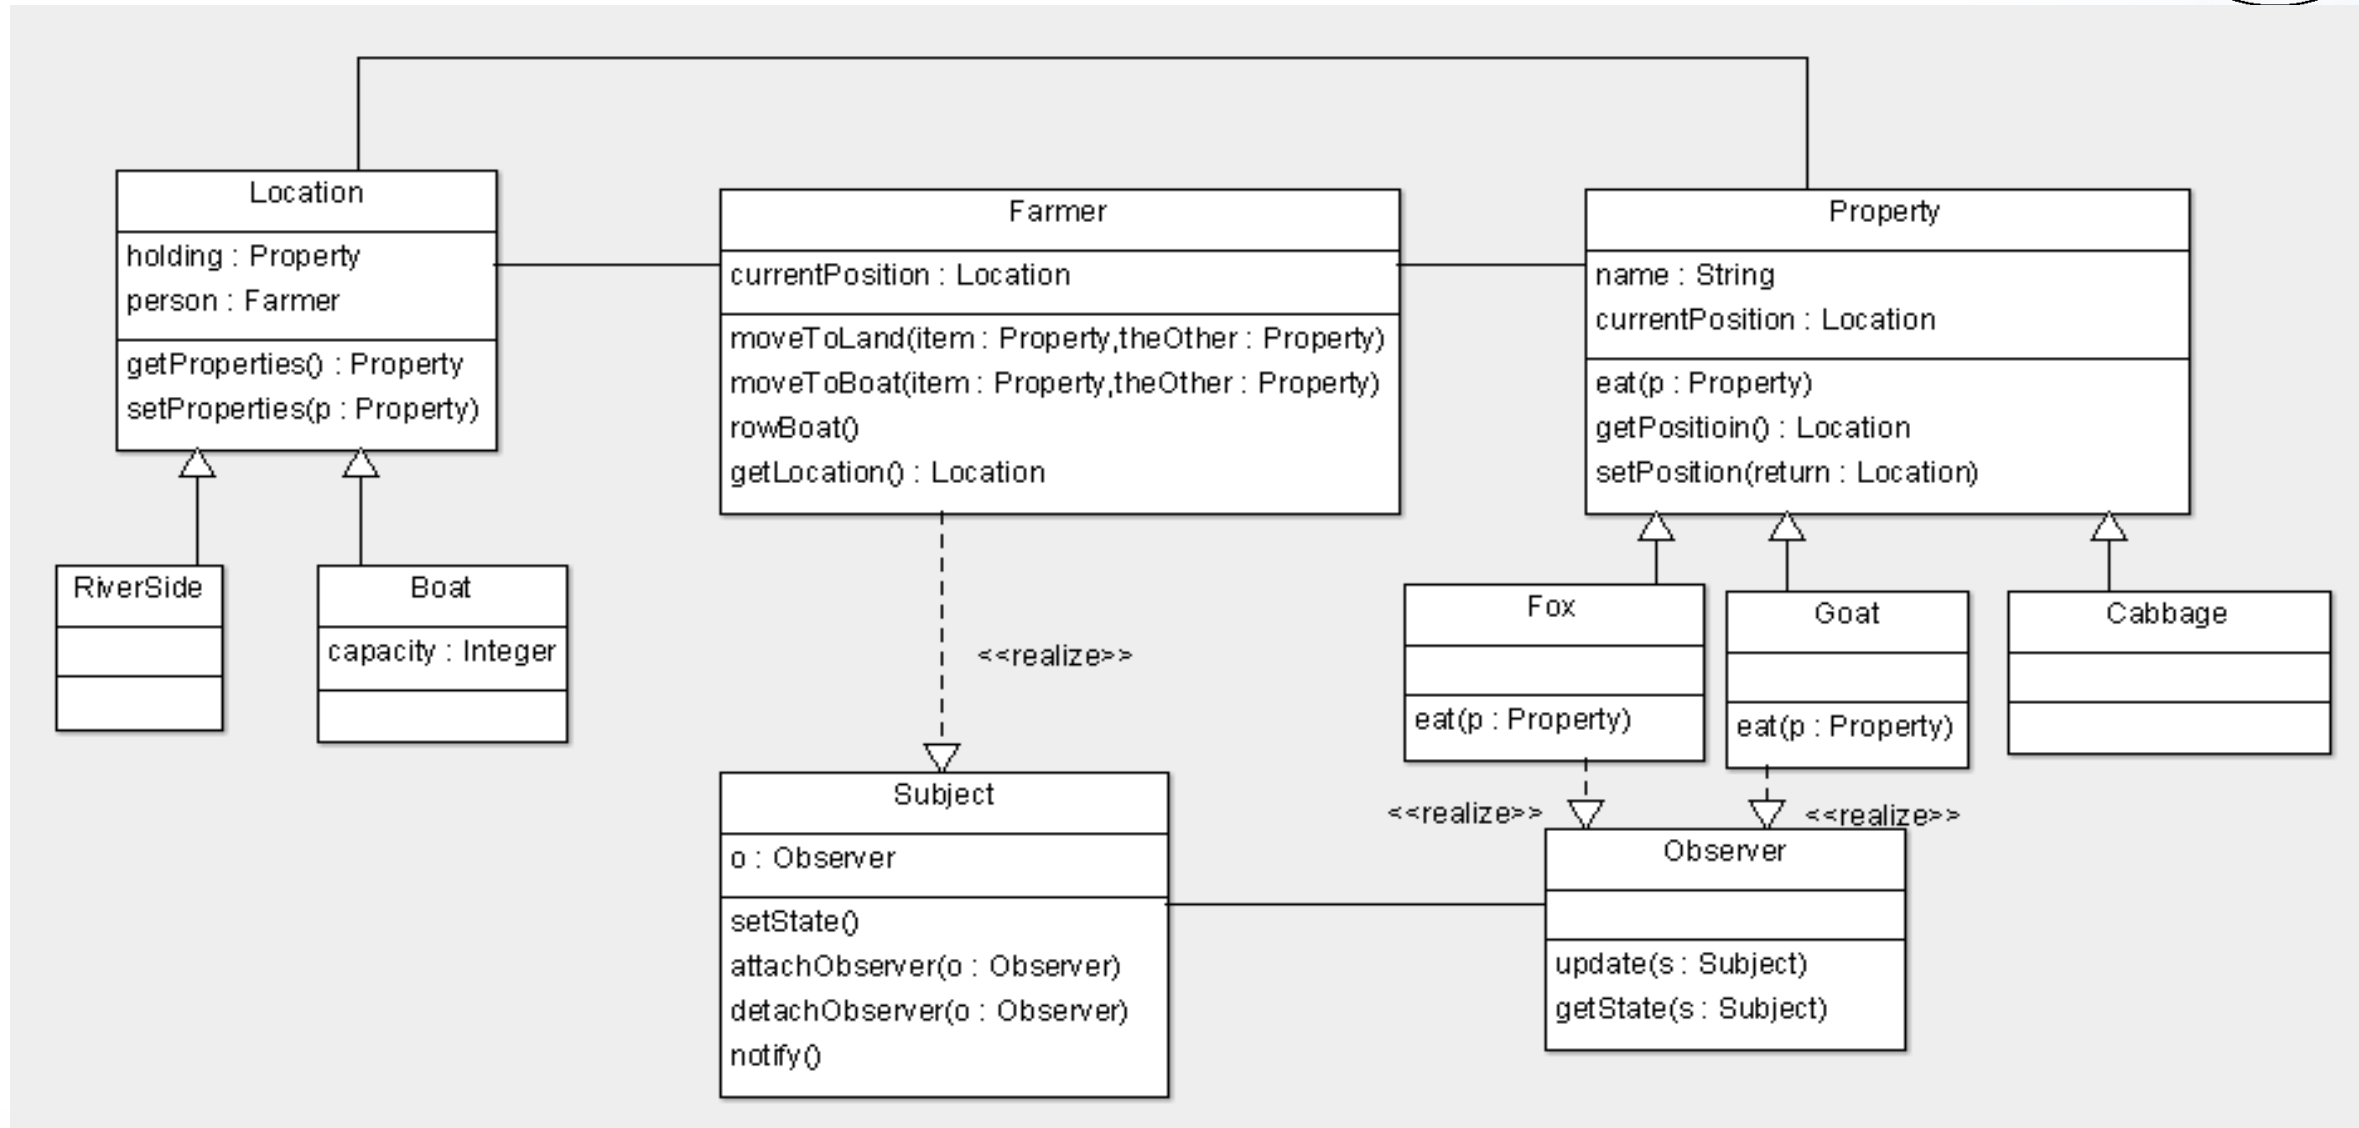 Location
holding : Property
person : Farmer
getProperties() : Property
setProperties(p : Property)
Farmer
currentPosition : Location
moveToLand(item : Property,theOther : Property)
moveToBoat(item : Property,theOther : Property)
rowBoat()
getLocation() : Location
Property
name : String
currentPosition : Location
eat(p : Property)
getPositioin() : Location
setPosition(return : Location)
RiverSide
Boat
capacity : Integer
<<realize>>
Fox
eat(p : Property)
Goat
eat(p : Property)
Cabbage
<<realize>>
<<realize>>
Subject
o : Observer
setState()
attachObserver(o : Observer)
detachObserver(o : Observer)
notify()
Observer
update(s : Subject)
getState(s : Subject)